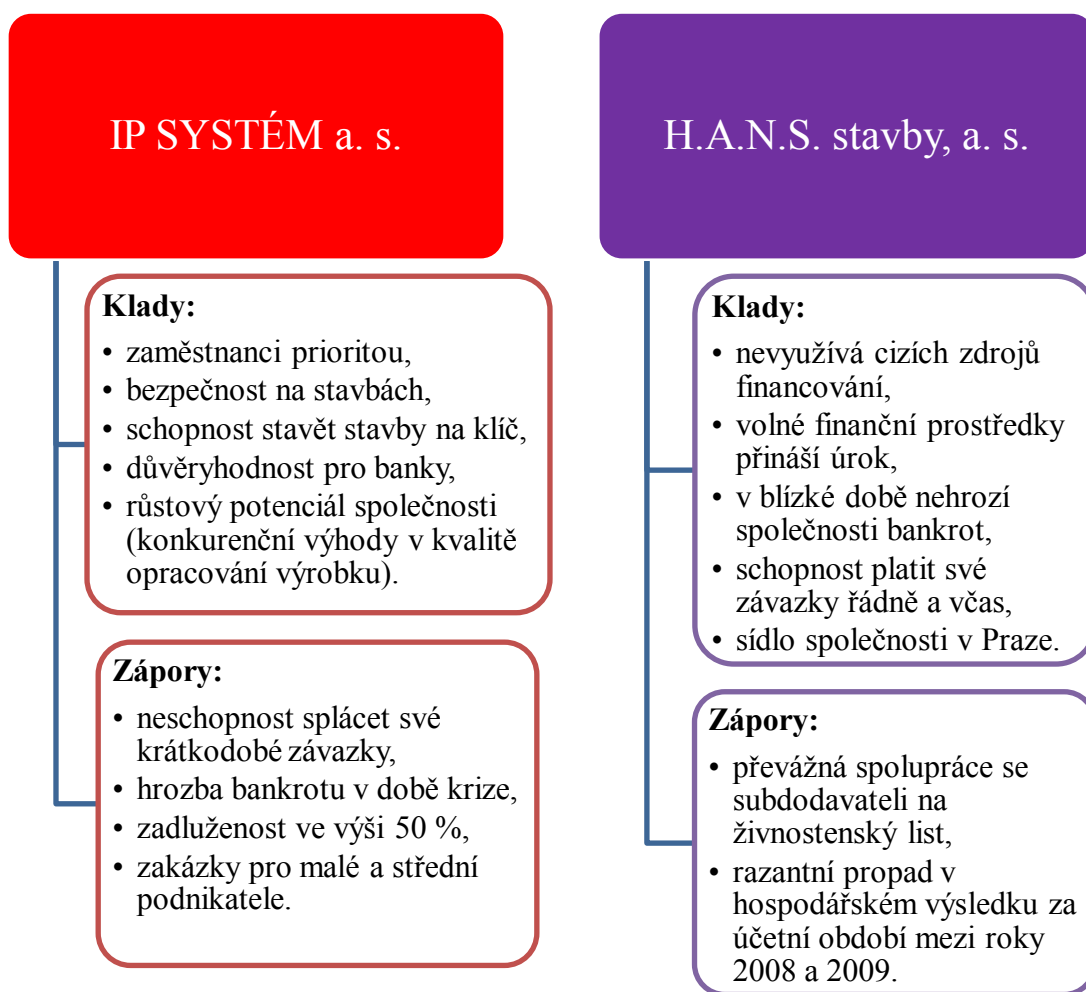 IP SYSTÉM a. s.
Klady:
• zaměstnanci prioritou,
• bezpečnost na stavbách,
• schopnost stavět stavby na klíč,
• důvěryhodnost pro banky,
• růstový potenciál společnosti
(konkurenční výhody v kvalitě
opracování výrobku).
Zápory:
• neschopnost splácet své
krátkodobé závazky,
• hrozba bankrotu v době krize,
• zadluženost ve výši 50 %,
• zakázky pro malé a střední
podnikatele.
H.A.N.S. stavby, a. s.
Klady:
• nevyužívá cizích zdrojů
financování,
• volné finanční prostředky
přináší úrok,
• v blízké době nehrozí
společnosti bankrot,
• schopnost platit své
závazky řádně a včas,
• sídlo společnosti v Praze.
Zápory:
• převážná spolupráce se
subdodavateli na
živnostenský list,
• razantní propad v
hospodářském výsledku za
účetní období mezi roky
2008 a 2009.